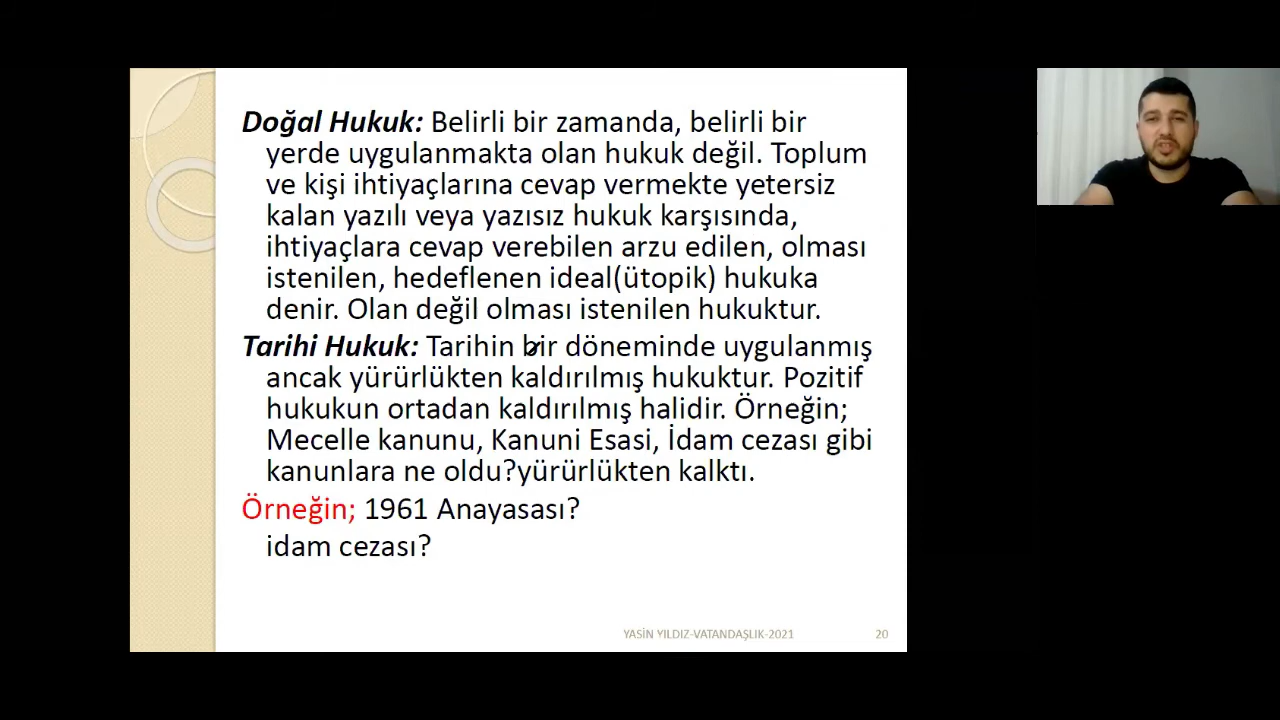 Doğal Hukuk: Belirli bir zamanda, belirli bir
yerde uygulanmakta olan hukuk değil. Toplum
ve kişi ihtiyaçlarına cevap vermekte yetersiz
kalan yazılı veya yazısız hukuk karşısında,
ihtiyaçlara cevap verebilen arzu edilen, olması
istenilen, hedeflenen ideal(ütopik) hukuka
denir. Olan değil olması istenilen hukuktur.
Tarihi Hukuk: Tarihin bir döneminde uygulanmış
ancak yürürlükten kaldırılmış hukuktur. Pozitif
hukukun ortadan kaldırılmış halidir. Örneğin;
Mecelle kanunu, Kanuni Esasi, İdam cezası gibi
kanunlara ne oldu?yürürlükten kalktı.
Örneğin; 1961 Anayasası?
idam cezası?
YASİN YILDIZ-VATANDAŞLIK-2021
20